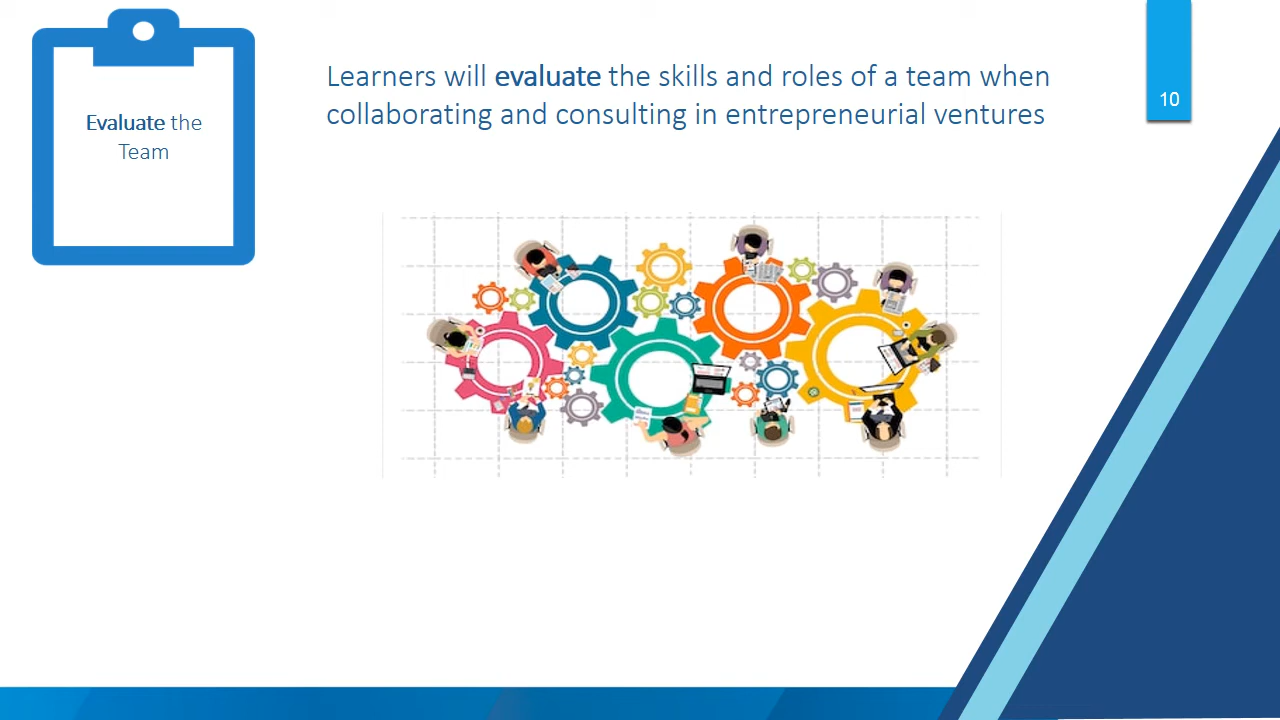 Evaluate the
Team
Learners will evaluate the skills and roles of a team when
collaborating and consulting in entrepreneurial ventures
10